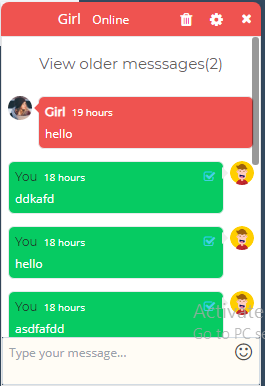 Girl Online
View older messsages(2)
Girl 19 hours
hello
You 18 hours
ddkafd
You 18 hours
hello
You 18 hours
asdfafdd
Activate
Go to PC se
Type your message...